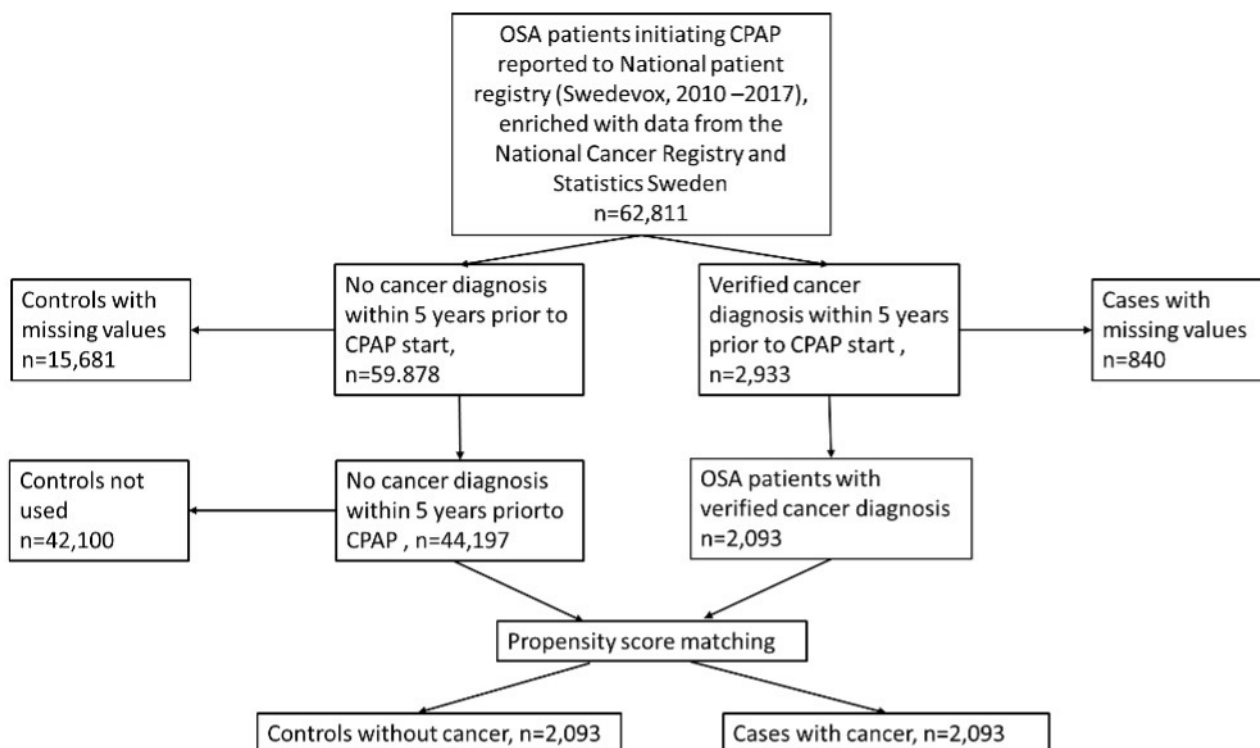 OSA patients initiating CPAP
reported to National patient
registry (Swedevox, 2010 –2017),
enriched with data from the
National Cancer Registry and
Statistics Sweden
n=62,811
Controls with
missing values
n=15,681
No cancer diagnosis
within 5 years prior to
CPAP start,
n=59.878
Verified cancer
diagnosis within 5 years
prior to CPAP start ,
n=2,933
Cases with
missing values
n=840
Controls not
used
n=42,100
No cancer diagnosis
within 5 years priorto
CPAP , n=44,197
OSA patients with
verified cancer diagnosis
n=2,093
Propensity score matching
Controls without cancer, n=2,093
Cases with cancer, n=2,093